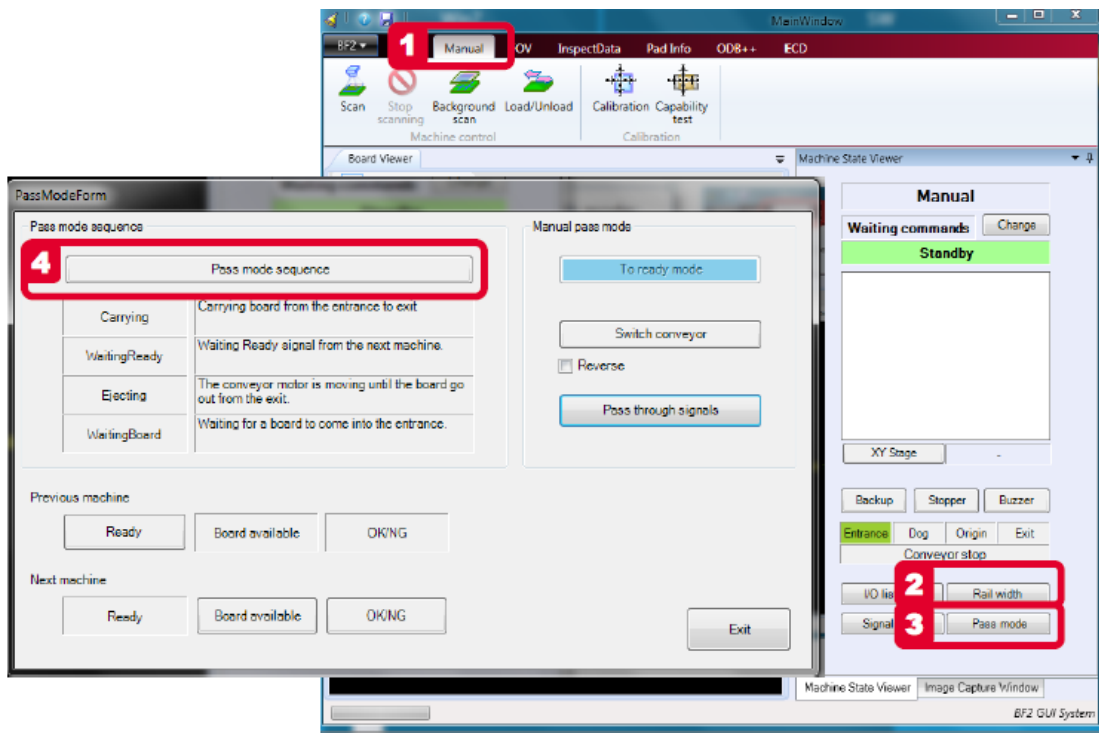 MainWindow
BF2
1
Manual
OV
InspectData
Pad Info
ODB++
ECD
Scan
Stop scanning
Background scan
Load/Unload
Calibration
Capability test
Machine control
Calibration
Board Viewer
Machine State Viewer
PassModeForm
Pass mode sequence
4
Pass mode sequence
Carrying
Carrying board from the entrance to exit
WaitingReady
Waiting Ready signal from the next machine.
Ejecting
The conveyor motor is moving until the board go
out from the exit.
WaitingBoard
Waiting for a board to come into the entrance.
Manual pass mode
To ready mode
Switch conveyor
Reverse
Pass through signals
Previous machine
Ready
Board available
OK/NG
Next machine
Ready
Board available
OK/NG
Exit
Manual
Waiting commands
Change
Standby
XY Stage
-
Backup
Stopper
Buzzer
Entrance
Dog
Origin
Exit
Conveyor stop
I/O lis
2
Rail width
Signal
3
Pass mode
Machine State Viewer
Image Capture Window
BF2 GUI System